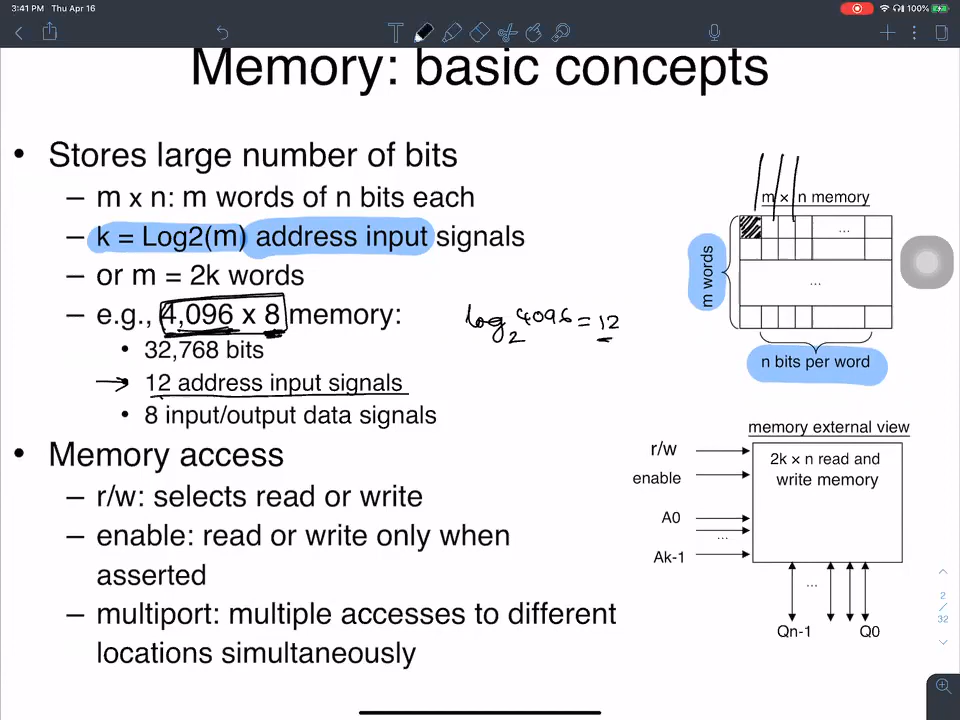 3:41 PM Thu Apr 16
100%
Memory: basic concepts
• Stores large number of bits
– m x n: m words of n bits each
– k = Log2(m) address input signals
– or m = 2k words
– e.g., 4,096 x 8 memory:
log2 4096 = 12
• 32,768 bits
• 12 address input signals
• 8 input/output data signals
• Memory access
– r/w: selects read or write
– enable: read or write only when
asserted
– multiport: multiple accesses to different
locations simultaneously
m × n memory
...
m words
...
n bits per word
memory external view
r/w
2k × n read and
write memory
enable
A0
...
Ak-1
...
Qn-1
Q0
2
/
32